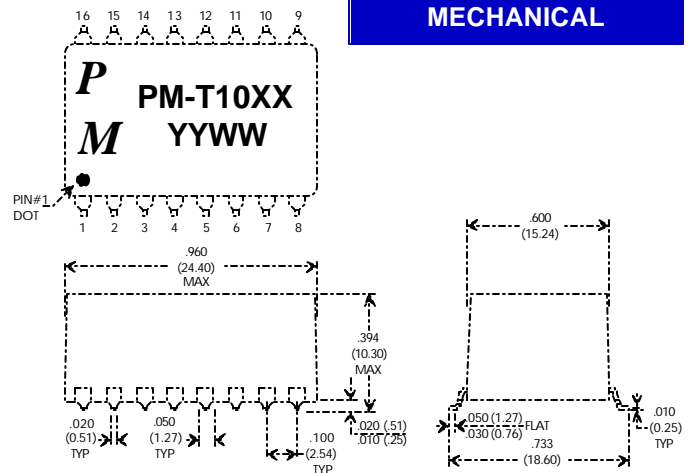 MECHANICAL
16 15 14 13 12 11 10 9
P
M
PM-T10XX
YYWW
PIN#1
DOT
1 2 3 4 5 6 7 8
.960
(24.40)
MAX
.600
(15.24)
.394
(10.30)
MAX
.020
(0.51)
TYP
.050
(1.27)
TYP
.100
(2.54)
TYP
.020 (.51)
.010 (.25)
.050 (1.27)
.030 (0.76)
FLAT
.733
(18.60)
.010
(0.25)
TYP